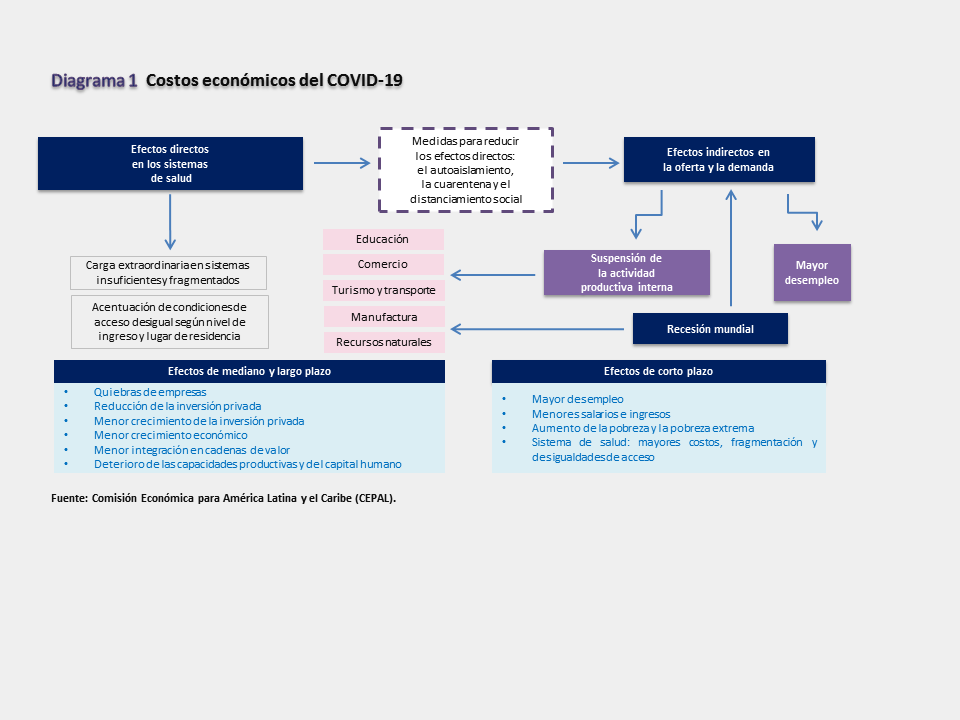 Diagrama 1 Costos económicos del COVID-19
Efectos directos
en los sistemas
de salud
Medidas para reducir
los efectos directos:
el autoaislamiento,
la cuarentena y el
distanciamiento social
Efectos indirectos en
la oferta y la demanda
Carga extraordinaria en sistemas
insuficientes y fragmentados
Acentuación de condiciones de
acceso desigual según nivel de
ingreso y lugar de residencia
Educación
Comercio
Turismo y transporte
Manufactura
Recursos naturales
Suspensión de
la actividad
productiva interna
Mayor
desempleo
Recesión mundial
Efectos de mediano y largo plazo
• Quiebras de empresas
• Reducción de la inversión privada
• Menor crecimiento de la inversión privada
• Menor crecimiento económico
• Menor integración en cadenas de valor
• Deterioro de las capacidades productivas y del capital humano
Efectos de corto plazo
• Mayor desempleo
• Menores salarios e ingresos
• Aumento de la pobreza y la pobreza extrema
• Sistema de salud: mayores costos, fragmentación y
desigualdades de acceso
Fuente: Comisión Económica para América Latina y el Caribe (CEPAL).